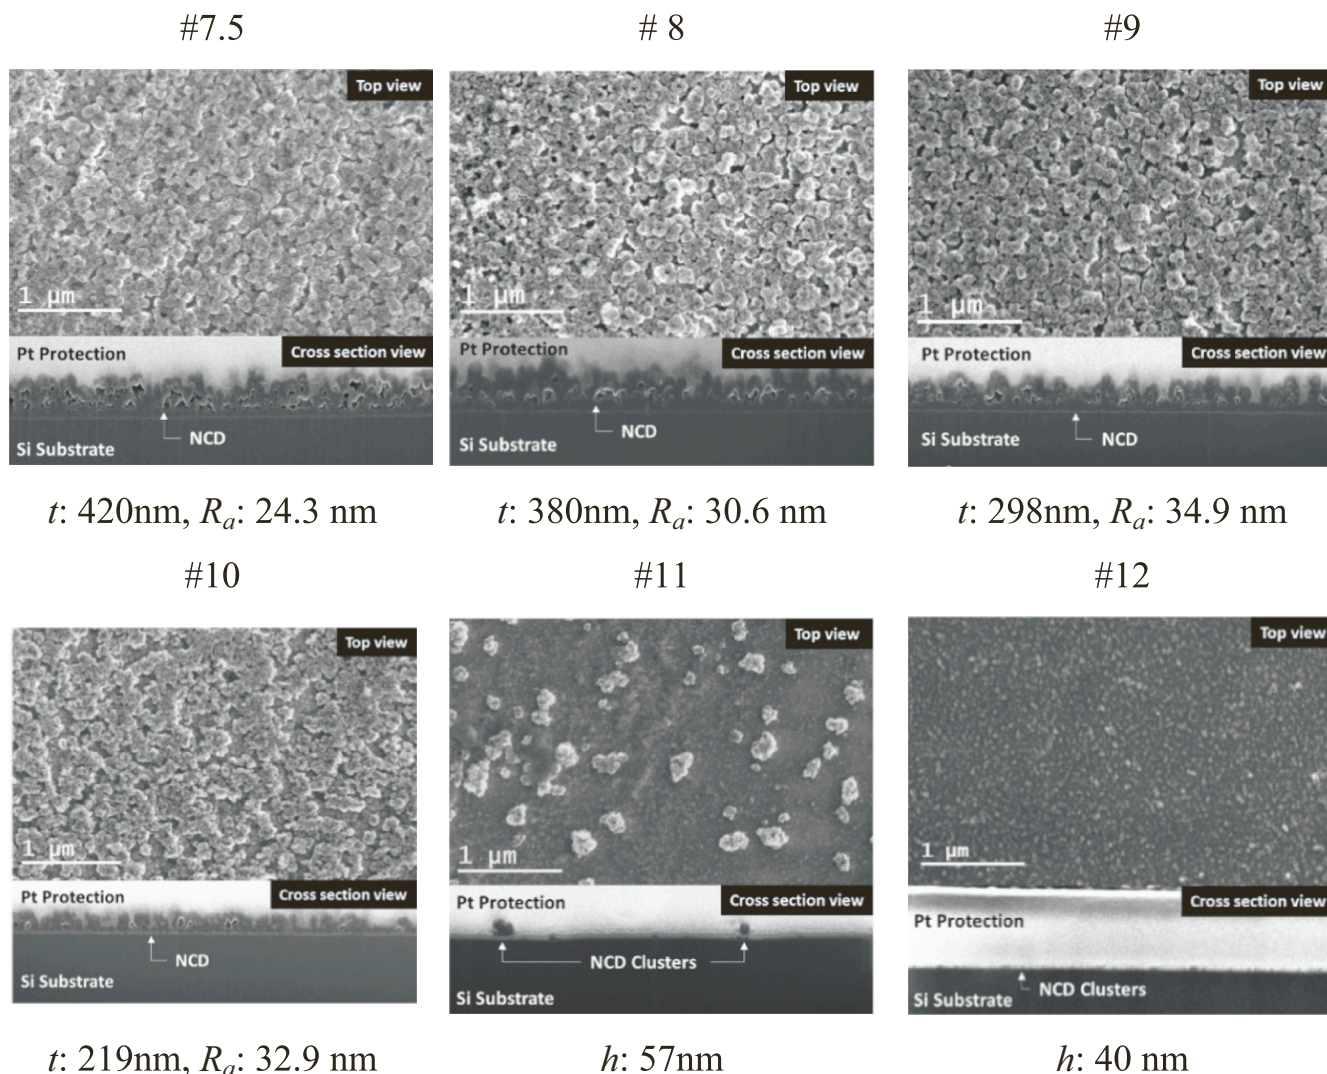 #7.5
# 8
#9
Top view
Top view
Top view
1 µm
1 µm
1 µm
Pt Protection
Cross section view
Pt Protection
Cross section view
Pt Protection
Cross section view
NCD
Si Substrate
NCD
Si Substrate
NCD
Si Substrate
t: 420nm, Ra: 24.3 nm
t: 380nm, Ra: 30.6 nm
t: 298nm, Ra: 34.9 nm
#10
#11
#12
Top view
Top view
Top view
1 µm
1 µm
1 µm
Pt Protection
Cross section view
Pt Protection
Cross section view
Cross section view
Pt Protection
NCD
Si Substrate
NCD Clusters
Si Substrate
NCD Clusters
Si Substrate
t: 219nm, Ra: 32.9 nm
h: 57nm
h: 40 nm